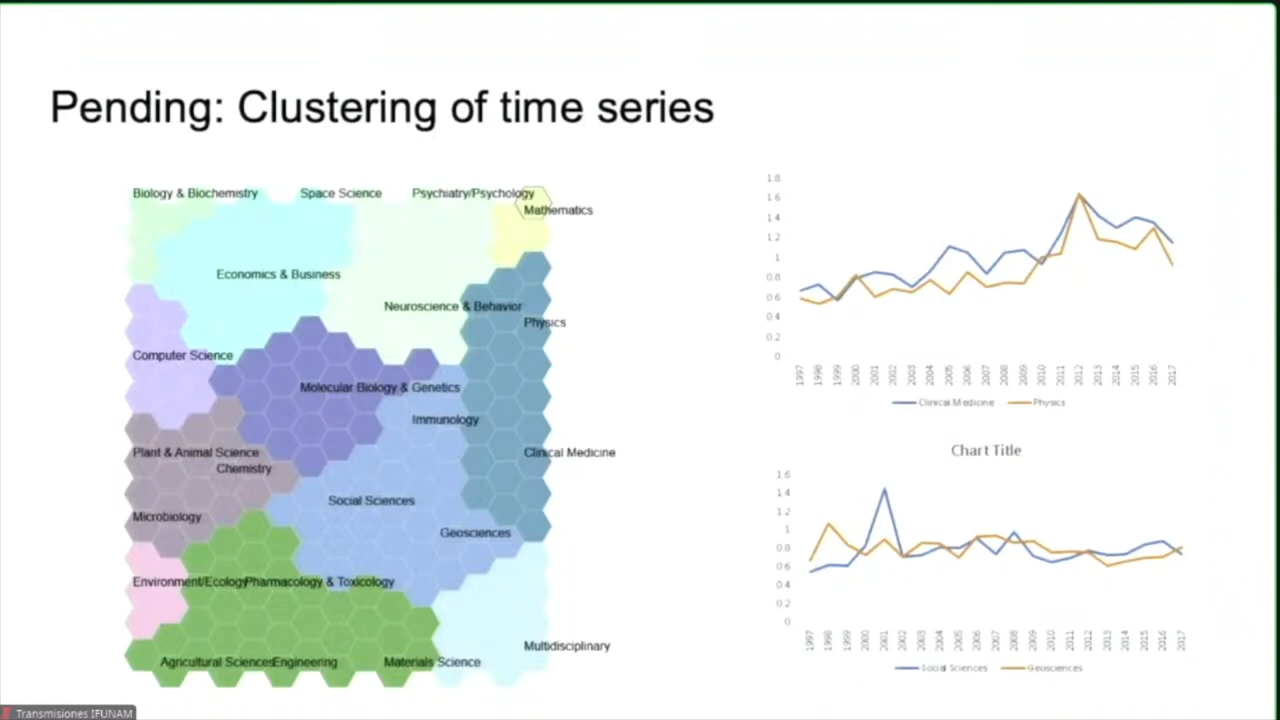 Pending: Clustering of time series
Biology & Biochemistry
Space Science
Psychiatry/Psychology
Mathematics
Economics & Business
Neuroscience & Behavior
Physics
Computer Science
Molecular Biology & Genetics
Immunology
Plant & Animal Science
Clinical Medicine
Chemistry
Social Sciences
Microbiology
Geosciences
Environment/Ecology
Pharmacology & Toxicology
Multidisciplinary
Agricultural Sciences
Engineering
Materials Science
1.8
1.6
1.4
1.2
1
0.8
0.6
0.4
0.2
0
1997 1998 1999 2000 2001 2002 2003 2004 2005 2006 2007 2008 2009 2010 2011 2012 2013 2014 2015 2016 2017
Clinical Medicine Physics
Chart Title
1.6
1.4
1.2
1
0.8
0.6
0.4
0.2
0
1997 1998 1999 2000 2001 2002 2003 2004 2005 2006 2007 2008 2009 2010 2011 2012 2013 2014 2015 2016 2017
Social Sciences Geosciences
Transmisiones IFUNAM